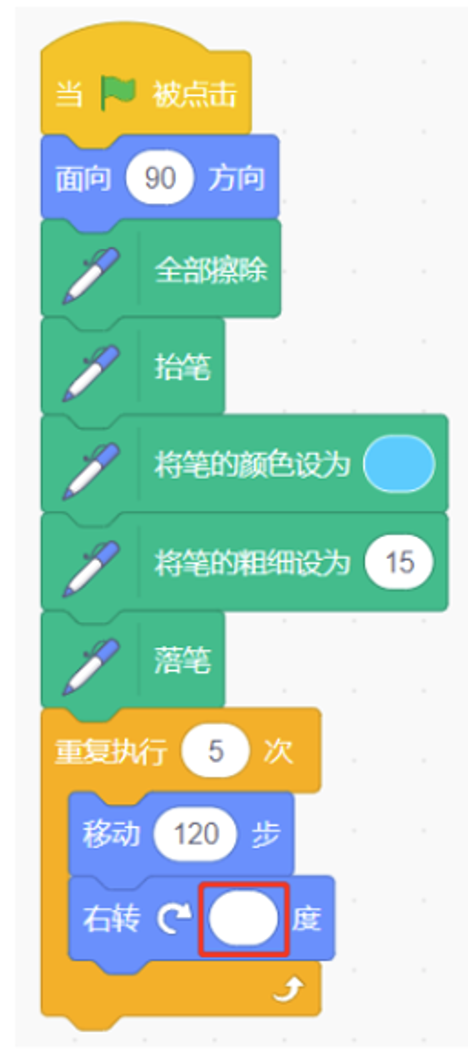 当 被点击
面向 90 方向
全部擦除
抬笔
将笔的颜色设为
将笔的粗细设为 15
落笔
重复执行 5 次
移动 120 步
右转 度